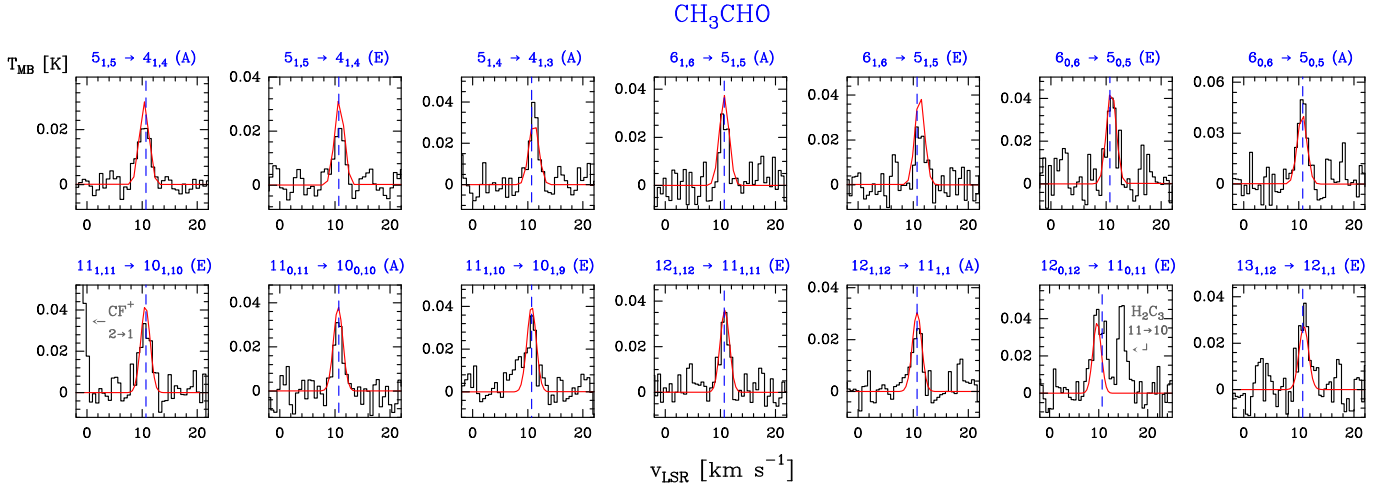 CH₃CHO
T_MB [K]
5₁,₅ → 4₁,₄ (A) 5₁,₅ → 4₁,₄ (E) 5₁,₄ → 4₁,₃ (A) 6₁,₆ → 5₁,₅ (A) 6₁,₆ → 5₁,₅ (E) 6₀,₆ → 5₀,₅ (E) 6₀,₆ → 5₀,₅ (A)
0.02 0
0.04 0.02 0
0.04 0.02 0
0.04 0.02 0
0.04 0.02 0
0.04 0.02 0
0.06 0.03 0
0 10 20 0 10 20 0 10 20 0 10 20 0 10 20 0 10 20 0 10 20
11₁,₁₁ → 10₁,₁₀ (E) 11₀,₁₁ → 10₀,₁₀ (A) 11₁,₁₀ → 10₁,₉ (E) 12₁,₁₂ → 11₁,₁₁ (E) 12₁,₁₂ → 11₁,₁ (A) 12₀,₁₂ → 11₀,₁₁ (E) 13₁,₁₂ → 12₁,₁ (E)
0.04 0.02 0
CF⁺
←
2→1
0.04 0.02 0
0.04 0.02 0
0.04 0.02 0
0.04 0.02 0
0.04 0.02 0
H₂C₃
11→10
0.04 0.02 0
0 10 20 0 10 20 0 10 20 0 10 20 0 10 20 0 10 20 0 10 20
v_LSR [km s⁻¹]